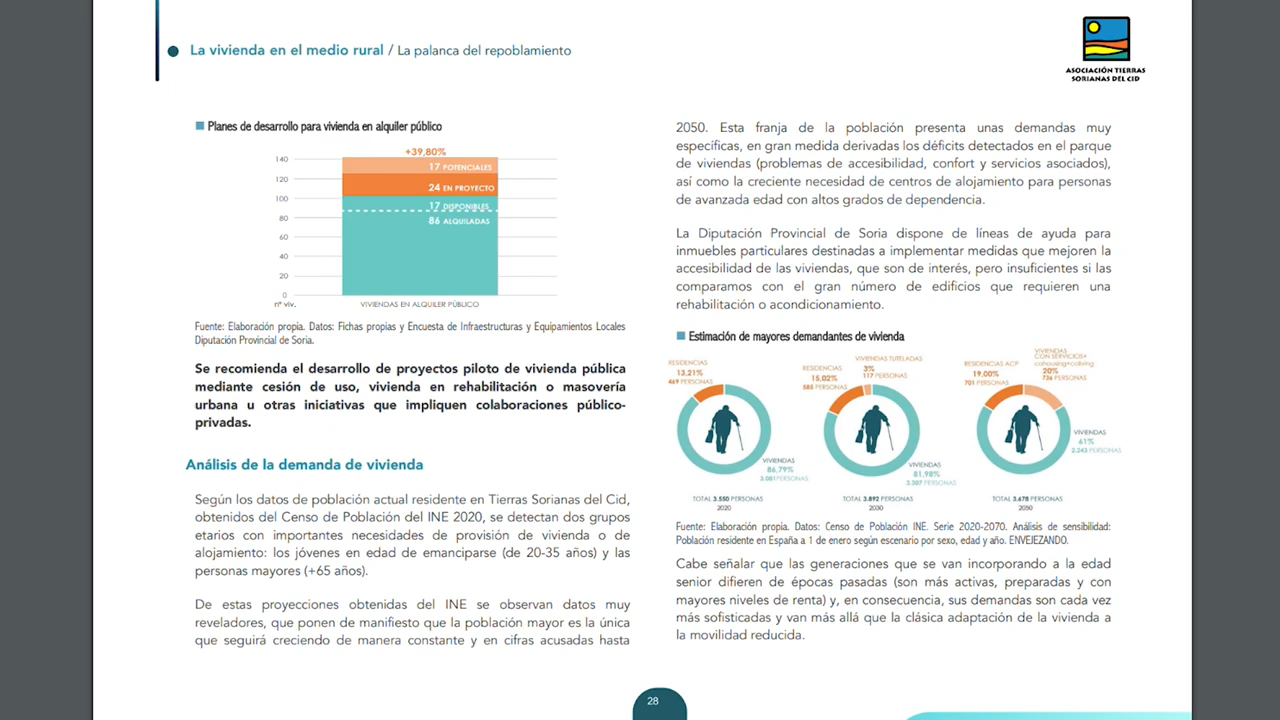 La vivienda en el medio rural / La palanca del repoblamiento
ASOCIACIÓN TIERRAS
SORIANAS DEL CID
Planes de desarrollo para vivienda en alquiler público
+39,80%
140
17 POTENCIALES
120
24 EN PROYECTO
100
17 DISPONIBLES
80
86 ALQUILADAS
60
40
20
0
nº viv.
VIVIENDAS EN ALQUILER PÚBLICO
Fuente: Elaboración propia. Datos: Fichas propias y Encuesta de Infraestructuras y Equipamientos Locales
Diputación Provincial de Soria.
Se recomienda el desarrollo de proyectos piloto de vivienda pública
mediante cesión de uso, vivienda en rehabilitación o masovería
urbana u otras iniciativas que impliquen colaboraciones público-
privadas.
Análisis de la demanda de vivienda
Según los datos de población actual residente en Tierras Sorianas del Cid,
obtenidos del Censo de Población del INE 2020, se detectan dos grupos
etarios con importantes necesidades de provisión de vivienda o de
alojamiento: los jóvenes en edad de emanciparse (de 20-35 años) y las
personas mayores (+65 años).
De estas proyecciones obtenidas del INE se observan datos muy
reveladores, que ponen de manifiesto que la población mayor es la única
que seguirá creciendo de manera constante y en cifras acusadas hasta
2050. Esta franja de la población presenta unas demandas muy
específicas, en gran medida derivadas los déficits detectados en el parque
de viviendas (problemas de accesibilidad, confort y servicios asociados),
así como la creciente necesidad de centros de alojamiento para personas
de avanzada edad con altos grados de dependencia.
La Diputación Provincial de Soria dispone de líneas de ayuda para
inmuebles particulares destinadas a implementar medidas que mejoren la
accesibilidad de las viviendas, que son de interés, pero insuficientes si las
comparamos con el gran número de edificios que requieren una
rehabilitación o acondicionamiento.
Estimación de mayores demandantes de vivienda
RESIDENCIAS
13,21%
469 PERSONAS
VIVIENDAS
86,79%
3.081 PERSONAS
TOTAL 3.550 PERSONAS
2020
RESIDENCIAS
15,02%
585 PERSONAS
VIVIENDAS TUTELADAS
3%
117 PERSONAS
VIVIENDAS
81,98%
3.307 PERSONAS
TOTAL 3.892 PERSONAS
2030
RESIDENCIAS ACP
19,00%
701 PERSONAS
VIVIENDAS
CON SERVICIOS+
cohousing+coliving
20%
736 PERSONAS
VIVIENDAS
61%
2.243 PERSONAS
TOTAL 3.678 PERSONAS
2050
Fuente: Elaboración propia. Datos: Censo de Población INE. Serie 2020-2070. Análisis de sensibilidad:
Población residente en España a 1 de enero según escenario por sexo, edad y año. ENVEJEZANDO.
Cabe señalar que las generaciones que se van incorporando a la edad
senior difieren de épocas pasadas (son más activas, preparadas y con
mayores niveles de renta) y, en consecuencia, sus demandas son cada vez
más sofisticadas y van más allá que la clásica adaptación de la vivienda a
la movilidad reducida.
28